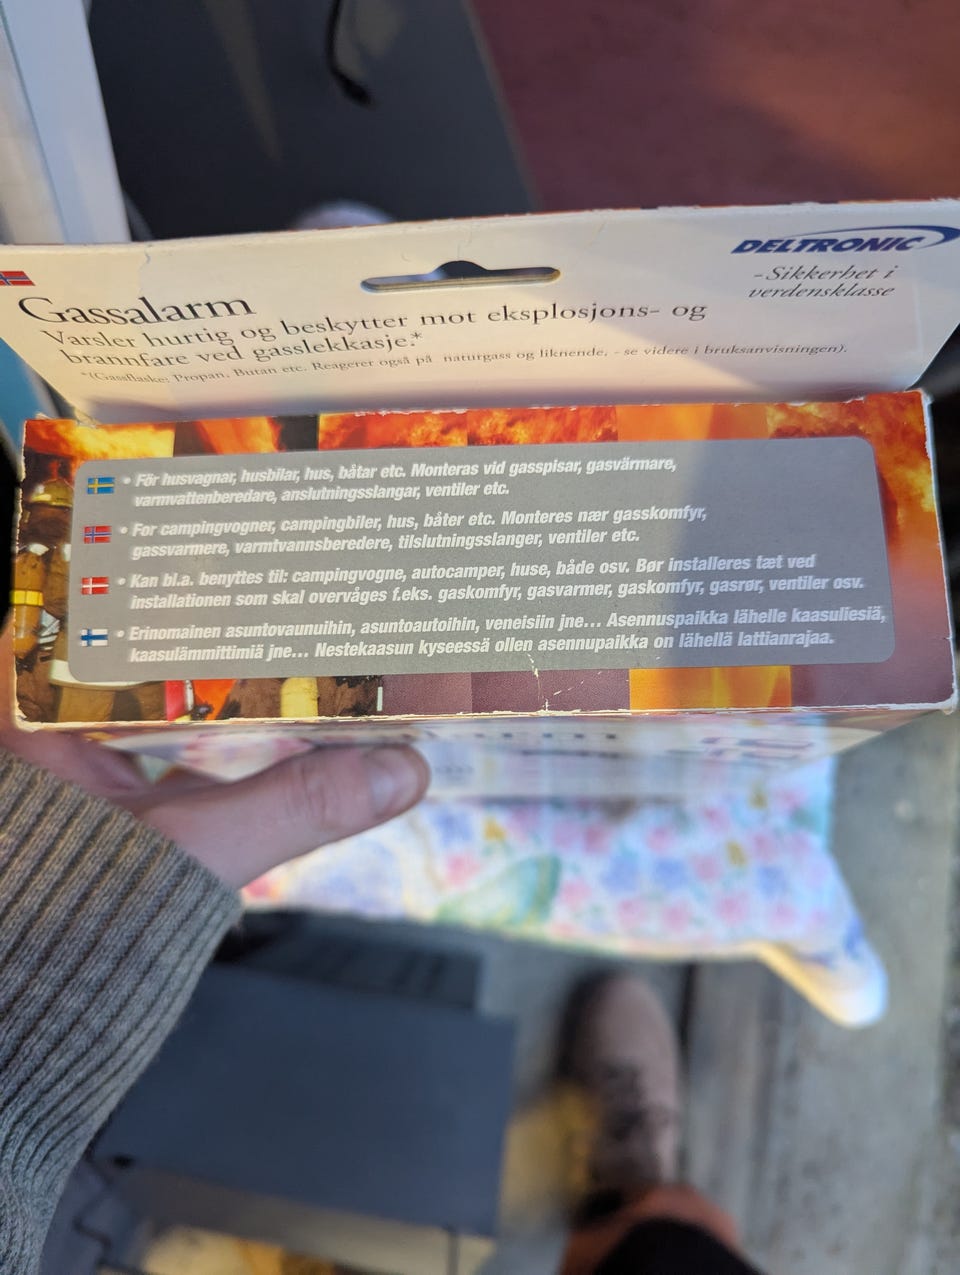 DELTRONIC
-Sikkerhet i
verdensklasse
Gassalarm
Varsler hurtig og beskytter mot eksplosjons- og
brannfare ved gasslekkasje.*
*(Gassflaske: Propan, Butan etc. Reagerer også på naturgass og liknende, - se videre i bruksanvisningen).
• För husvagnar, husbilar, hus, båtar etc. Monteras vid gasspisar, gasvärmare,
varmvattenberedare, anslutningsslangar, ventiler etc.
• For campingvogner, campingbiler, hus, båter etc. Monteres nær gasskomfyr,
gassvarmere, varmtvannsberedere, tilslutningsslanger, ventiler etc.
• Kan bl.a. benyttes til: campingvogne, autocamper, huse, både osv. Bør installeres tæt ved
installationen som skal overvåges f.eks. gaskomfyr, gasvarmer, gaskomfyr, gasrør, ventiler osv.
• Erinomainen asuntovaunuihin, asuntoautoihin, veneisiin jne... Asennuspaikka lähelle kaasuliesiä,
kaasulämmittimiä jne... Nestekaasun kyseessä ollen asennupaikka on lähellä lattianrajaa.